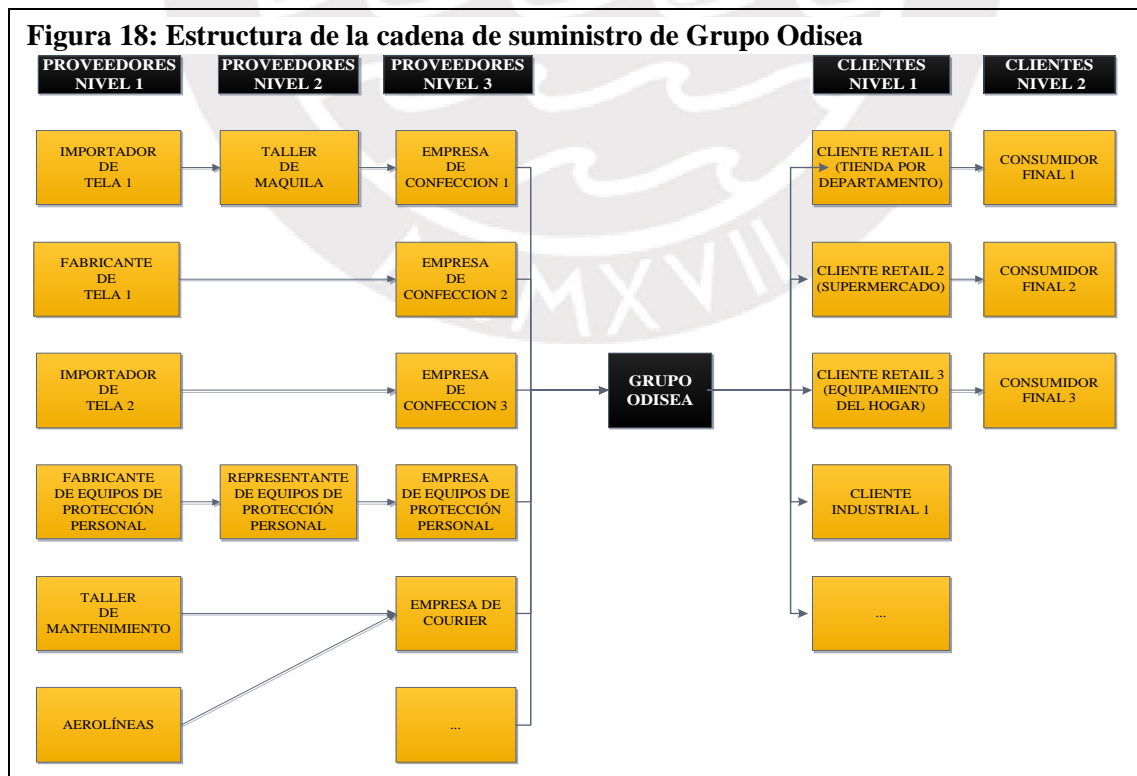 Figura 18: Estructura de la cadena de suministro de Grupo Odisea
PROVEEDORES
NIVEL 1
PROVEEDORES
NIVEL 2
PROVEEDORES
NIVEL 3
CLIENTES
NIVEL 1
CLIENTES
NIVEL 2
IMPORTADOR
DE
TELA 1
TALLER
DE
MAQUILA
EMPRESA
DE
CONFECCION 1
CLIENTE RETAIL 1
(TIENDA POR
DEPARTAMENTO)
CONSUMIDOR
FINAL 1
FABRICANTE
DE
TELA 1
EMPRESA
DE
CONFECCION 2
CLIENTE RETAIL 2
(SUPERMERCADO)
CONSUMIDOR
FINAL 2
IMPORTADOR
DE
TELA 2
EMPRESA
DE
CONFECCION 3
GRUPO
ODISEA
CLIENTE RETAIL 3
(EQUIPAMIENTO
DEL HOGAR)
CONSUMIDOR
FINAL 3
FABRICANTE
DE EQUIPOS DE
PROTECCIÓN
PERSONAL
REPRESENTANTE
DE EQUIPOS DE
PROTECCIÓN
PERSONAL
EMPRESA
DE EQUIPOS DE
PROTECCIÓN
PERSONAL
CLIENTE
INDUSTRIAL 1
TALLER
DE
MANTENIMIENTO
EMPRESA DE
COURIER
...
AEROLÍNEAS
...